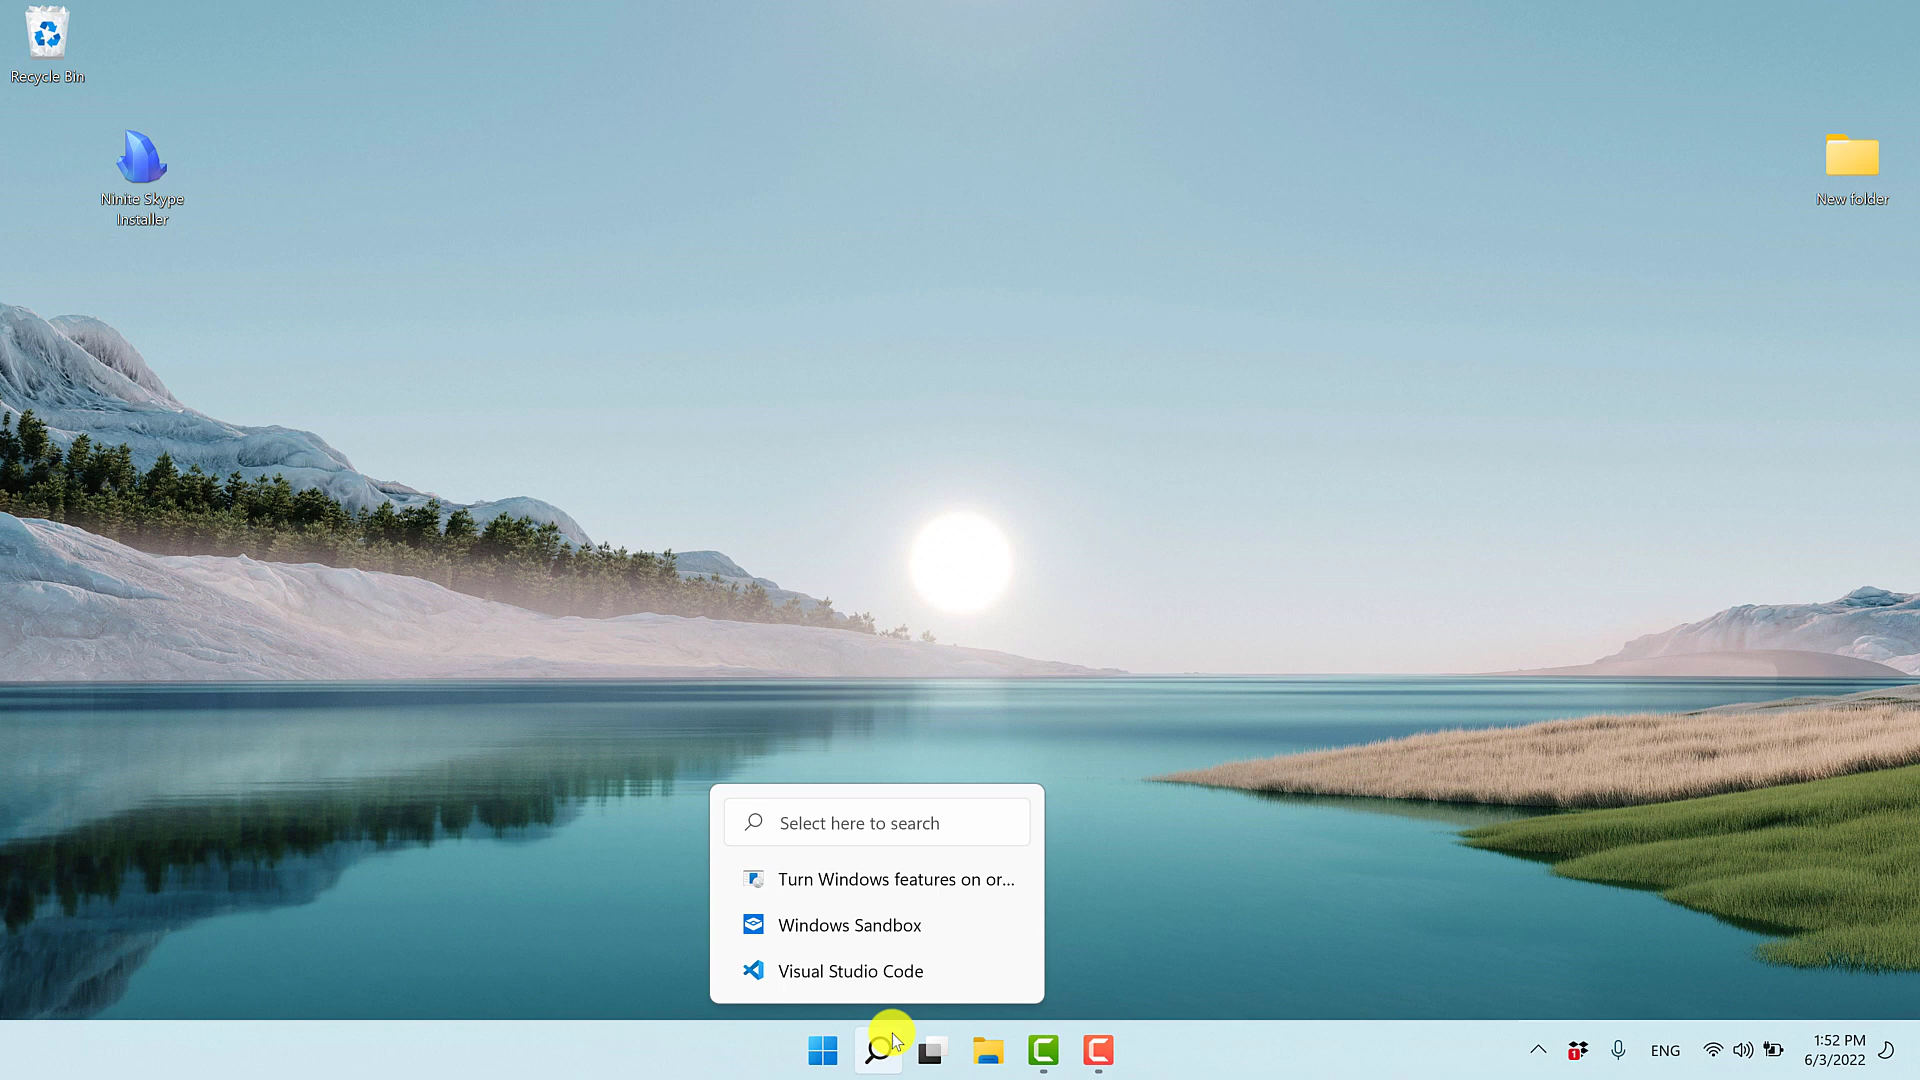 Recycle Bin
Ninite Skype
Installer
New folder
Select here to search
Turn Windows features on or...
Windows Sandbox
Visual Studio Code
1
ENG
1:52 PM
6/3/2022